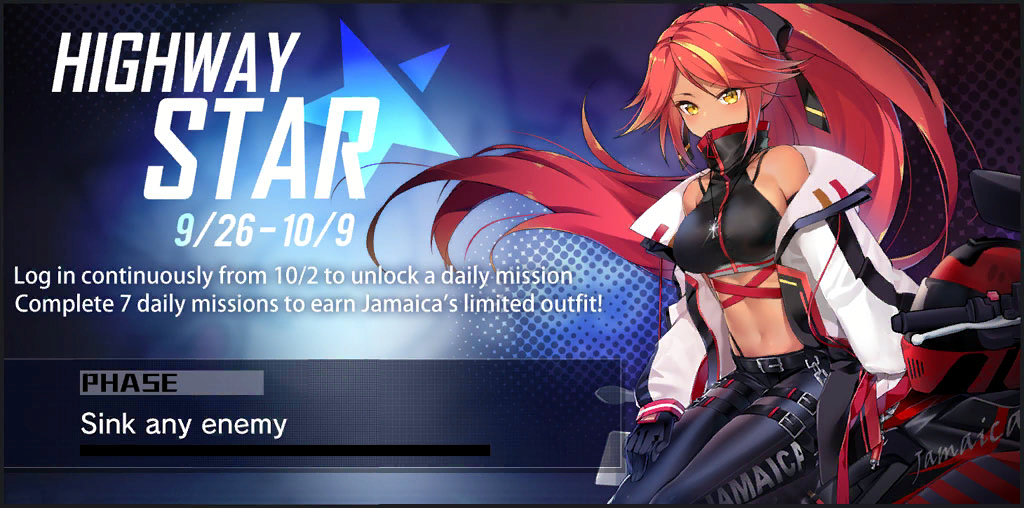 HIGHWAY
STAR
9/26-10/9
Log in continuously from 10/2 to unlock a daily mission
Complete 7 daily missions to earn Jamaica's limited outfit!
PHASE
Sink any enemy
JAMAICA
Jamaica